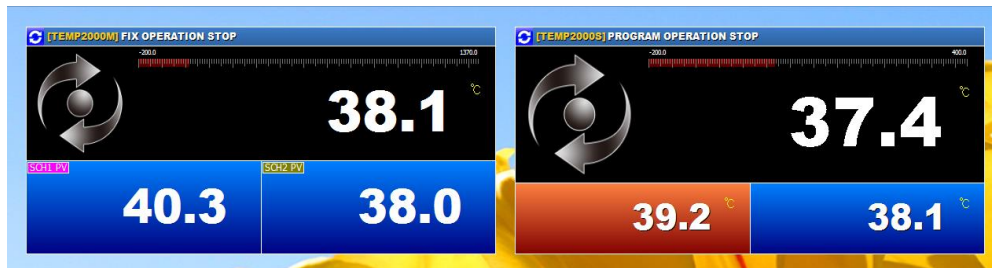 [TEMP2000M] FIX OPERATION STOP
-200.0 1370.0
38.1 °C
SCH1 PV SCH2 PV
40.3 38.0
[TEMP2000S] PROGRAM OPERATION STOP
-200.0 400.0
37.4 °C
39.2 °C 38.1 °C